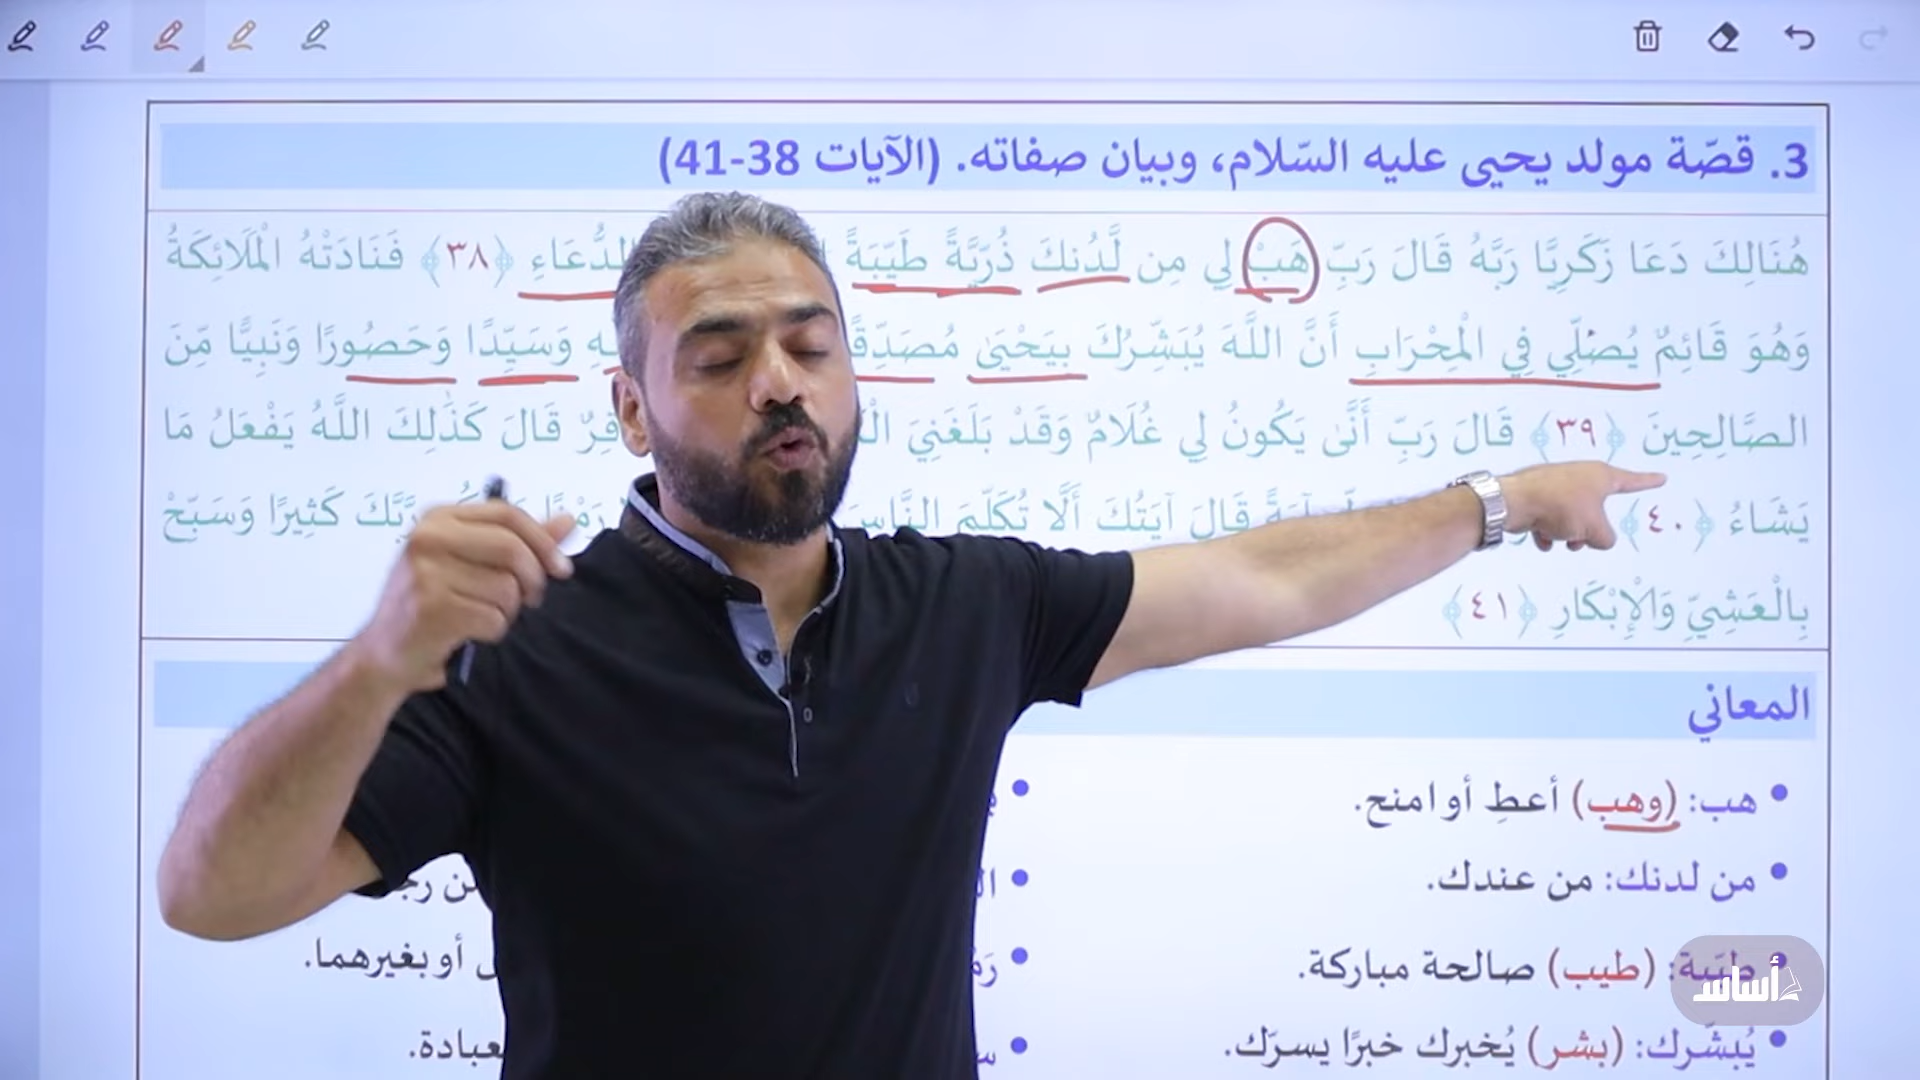 3. قصّة مولد يحيى عليه السّلام، وبيان صفاته. (الآيات 38-41)
هُنَالِكَ دَعَا زَكَرِيَّا رَبَّهُ قَالَ رَبِّ هَبْ لِي مِن لَّدُنكَ ذُرِّيَّةً طَيِّبَةً الدُّعَاءِ ﴿٣٨﴾ فَنَادَتْهُ الْمَلَائِكَةُ
وَهُوَ قَائِمٌ يُصَلِّي فِي الْمِحْرَابِ أَنَّ اللَّهَ يُبَشِّرُكَ بِيَحْيَىٰ مُصَدِّقًا وَسَيِّدًا وَحَصُورًا وَنَبِيًّا مِّنَ
الصَّالِحِينَ ﴿٣٩﴾ قَالَ رَبِّ أَنَّىٰ يَكُونُ لِي غُلَامٌ وَقَدْ بَلَغَنِيَ قَالَ كَذَٰلِكَ اللَّهُ يَفْعَلُ مَا
يَشَاءُ ﴿٤٠﴾ آيَةً قَالَ آيَتُكَ أَلَّا تُكَلِّمَ النَّاسَ رَمْزًا رَّبَّكَ كَثِيرًا وَسَبِّحْ
بِالْعَشِيِّ وَالْإِبْكَارِ ﴿٤١﴾
المعاني
هب: (وهب) أعطِ أو امنح.
من لدنك: من عندك.
طيّبة: (طيب) صالحة مباركة. أو بغيرهما.
يُبشّرك: (بشر) يُخبرك خبرًا يسرّك.
أساس